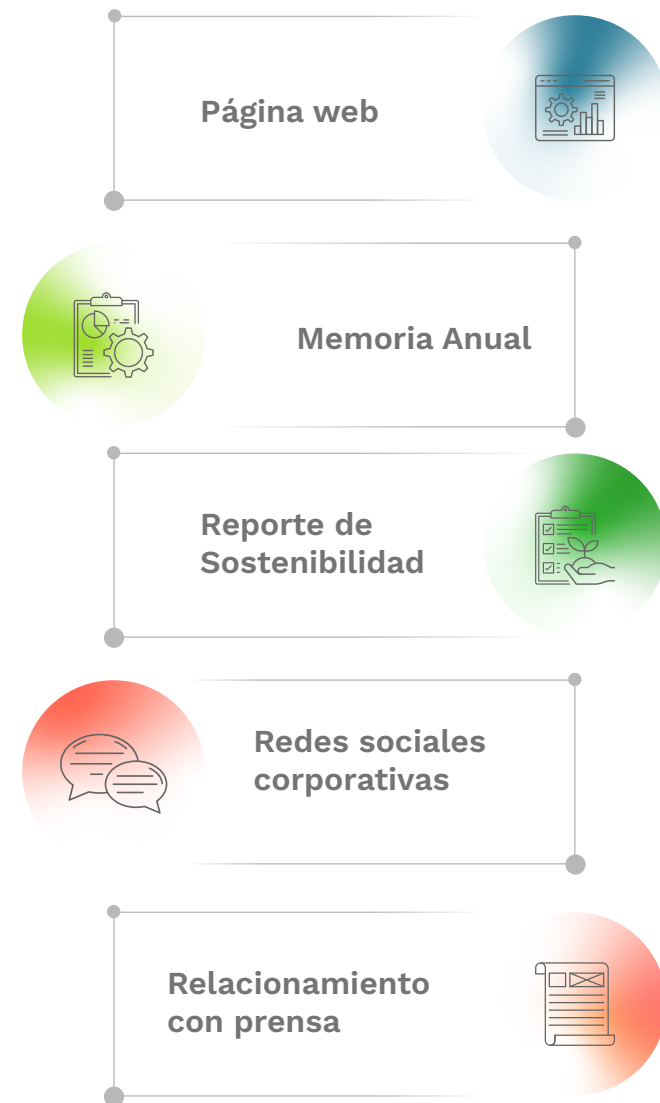 Página web
Memoria Anual
Reporte de
Sostenibilidad
Redes sociales
corporativas
Relacionamiento
con prensa